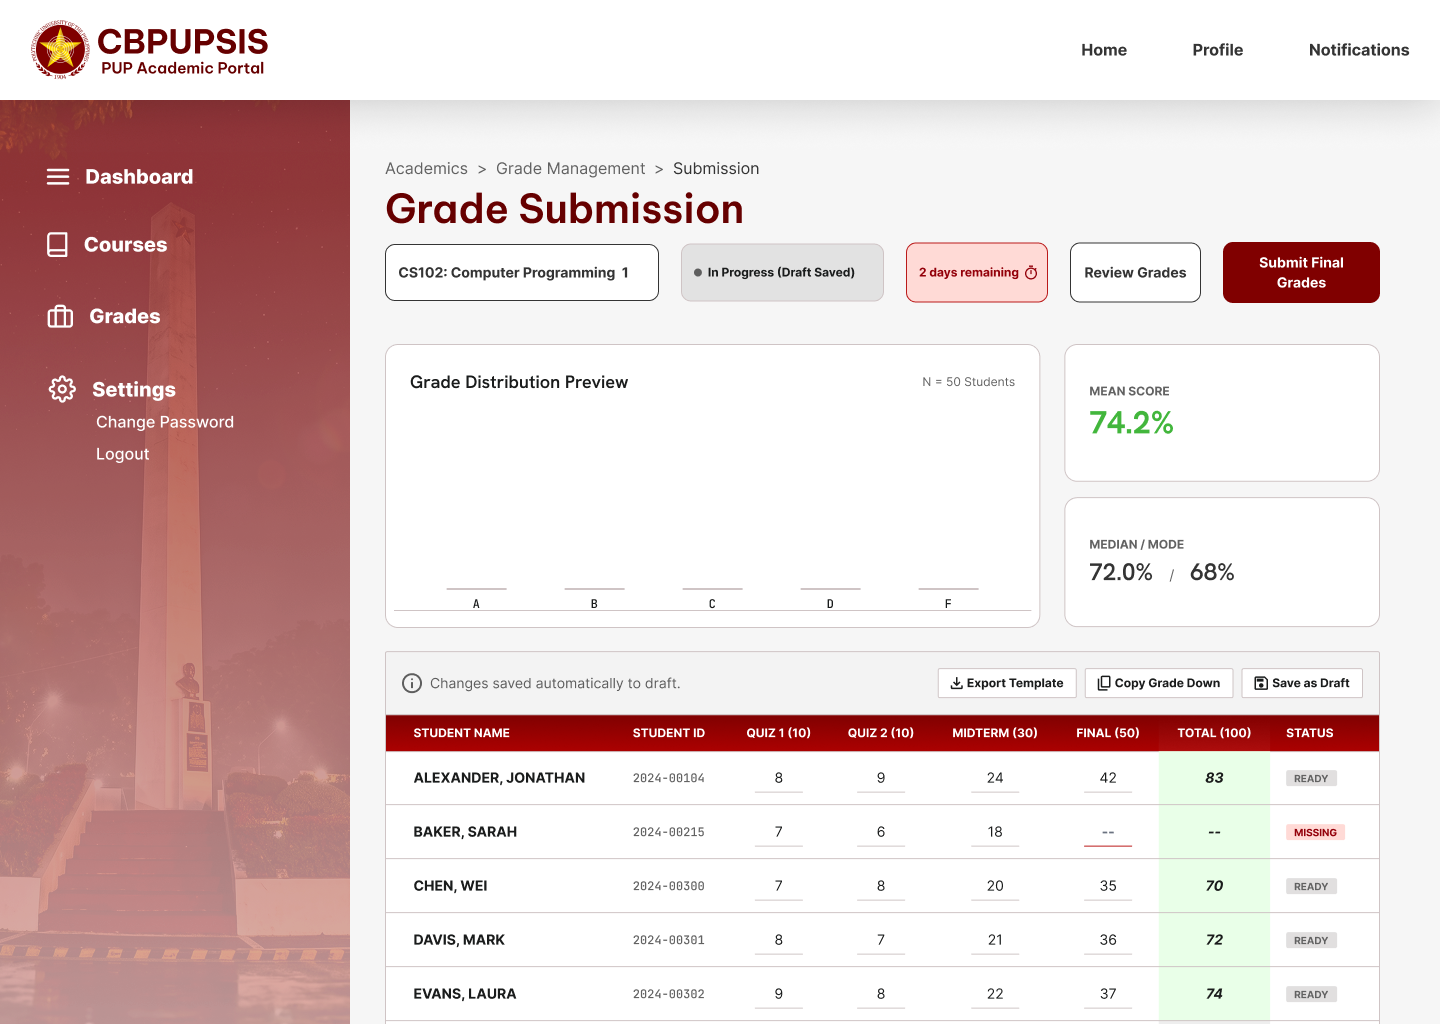 CBPUPSIS
PUP Academic Portal
1904
Home
Profile
Notifications
Dashboard
Courses
Grades
Settings
Change Password
Logout
Academics > Grade Management > Submission
Grade Submission
CS102: Computer Programming 1
In Progress (Draft Saved)
2 days remaining
Review Grades
Submit Final
Grades
Grade Distribution Preview
N = 50 Students
A B C D F
MEAN SCORE
74.2%
MEDIAN / MODE
72.0% / 68%
Changes saved automatically to draft.
Export Template
Copy Grade Down
Save as Draft
STUDENT NAME STUDENT ID QUIZ 1 (10) QUIZ 2 (10) MIDTERM (30) FINAL (50) TOTAL (100) STATUS
ALEXANDER, JONATHAN 2024-00104 8 9 24 42 83 READY
BAKER, SARAH 2024-00215 7 6 18 -- -- MISSING
CHEN, WEI 2024-00300 7 8 20 35 70 READY
DAVIS, MARK 2024-00301 8 7 21 36 72 READY
EVANS, LAURA 2024-00302 9 8 22 37 74 READY